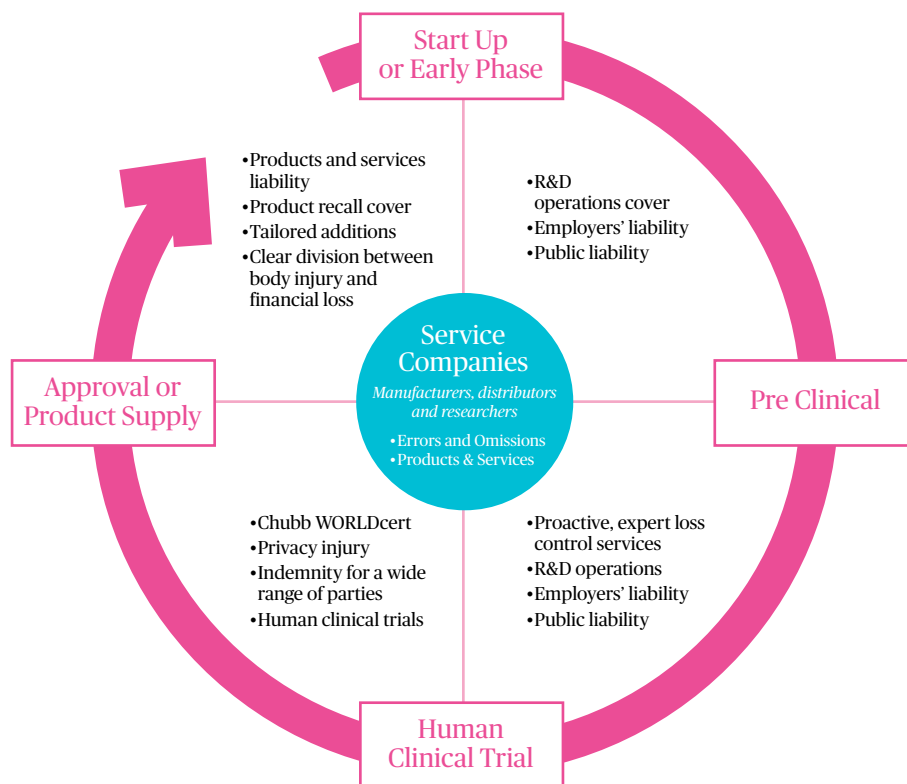 Start Up
or Early Phase
•Products and services
liability
•Product recall cover
•Tailored additions
•Clear division between
body injury and
financial loss
•R&D
operations cover
•Employers’ liability
•Public liability
Service
Companies
Manufacturers, distributors
and researchers
•Errors and Omissions
•Products & Services
Approval or
Product Supply
Pre Clinical
•Chubb WORLDcert
•Privacy injury
•Indemnity for a wide
range of parties
•Human clinical trials
•Proactive, expert loss
control services
•R&D operations
•Employers’ liability
•Public liability
Human
Clinical Trial